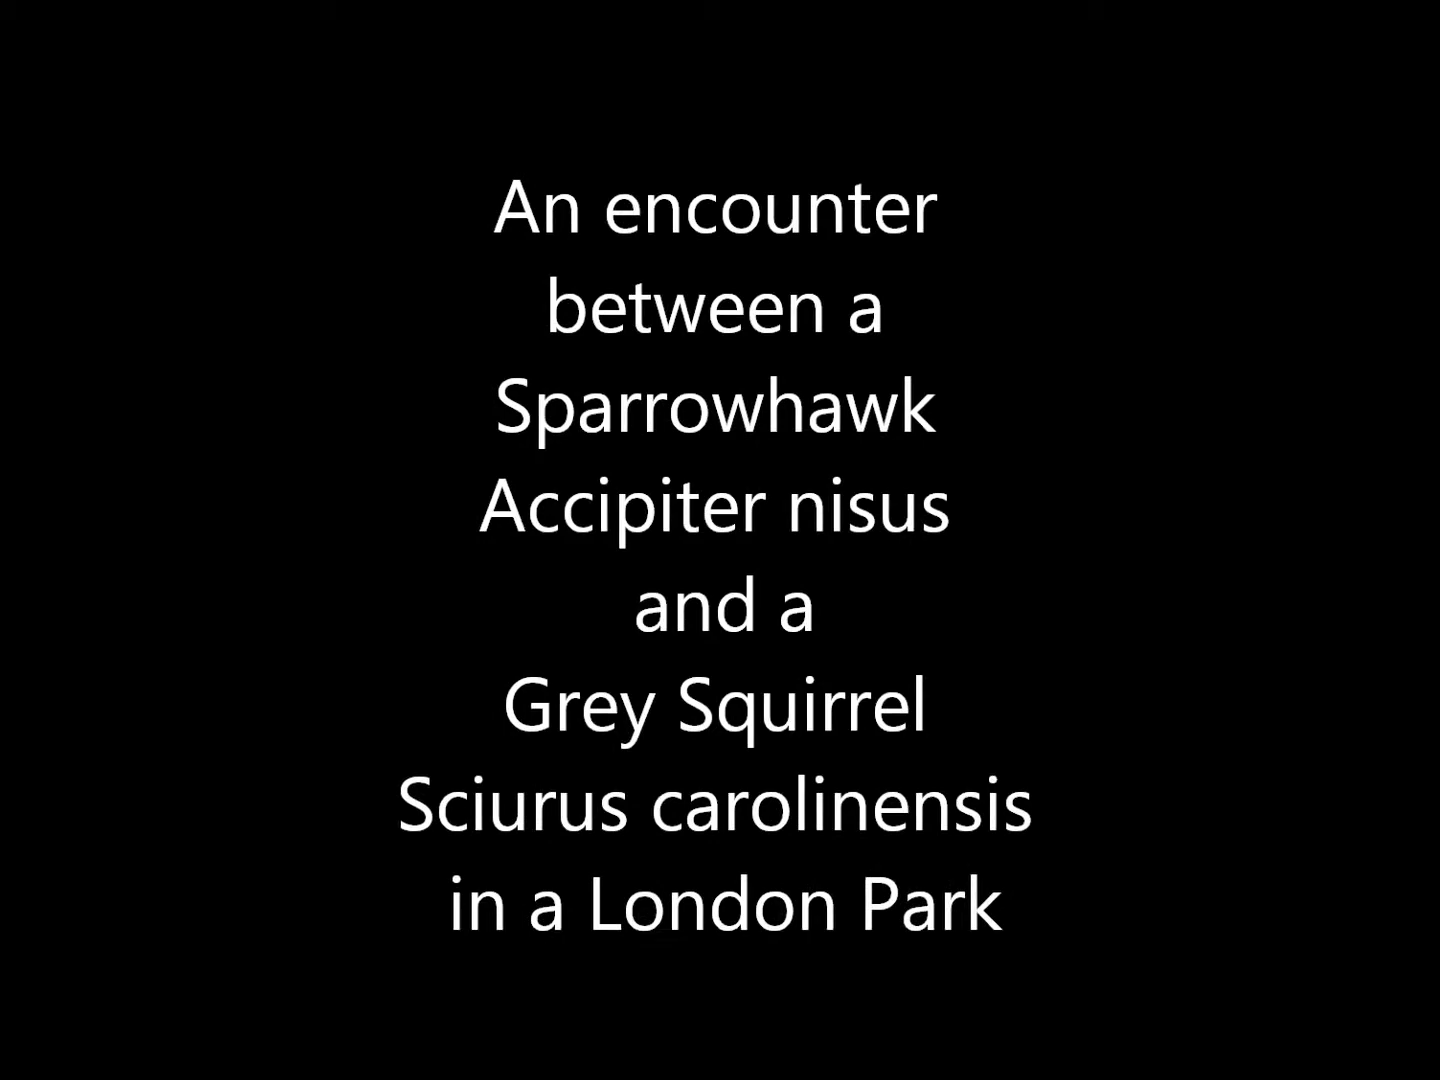 An encounter
between a
Sparrowhawk
Accipiter nisus
and a
Grey Squirrel
Sciurus carolinensis
in a London Park